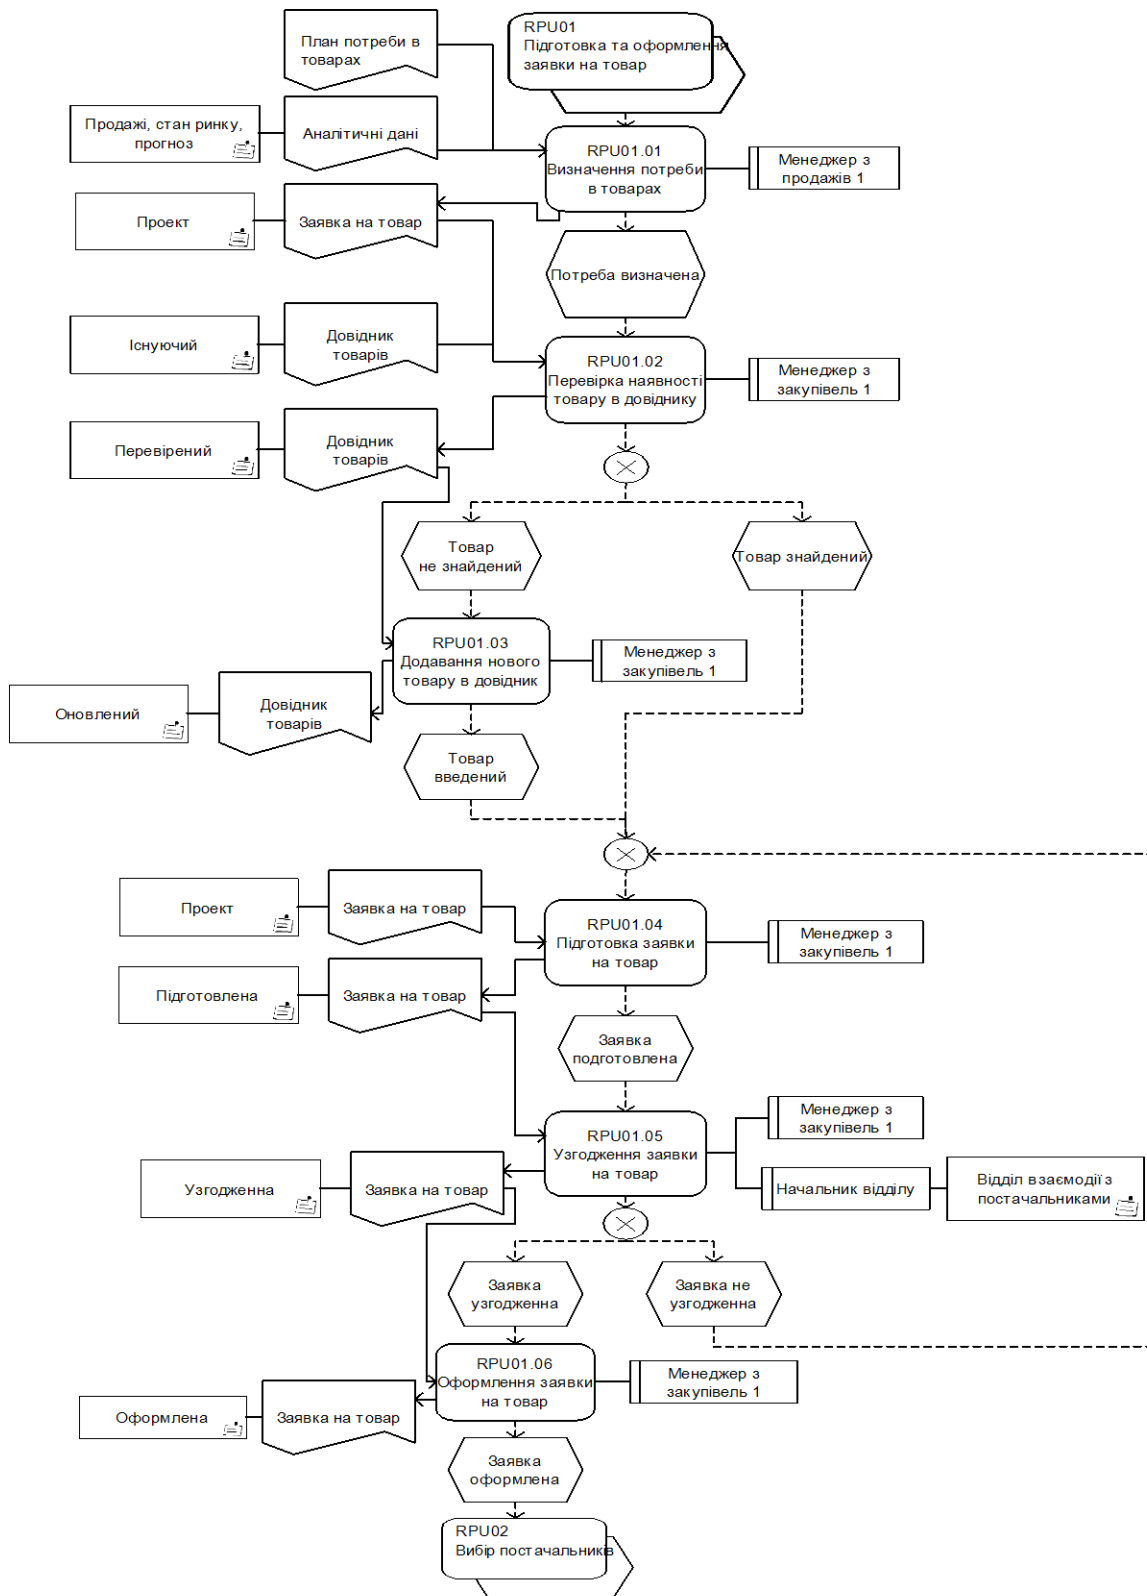 RPU01
Підготовка та оформлення
заявки на товар
План потреби в
товарах
Продажі, стан ринку,
прогноз
Аналітичні дані
RPU01.01
Визначення потреби
в товарах
Менеджер з
продажів 1
Проект
Заявка на товар
Потреба визначена
Існуючий
Довідник
товарів
RPU01.02
Перевірка наявності
товару в довіднику
Менеджер з
закупівель 1
Перевірений
Довідник
товарів
Товар
не знайдений
Товар знайдений
RPU01.03
Додавання нового
товару в довідник
Менеджер з
закупівель 1
Оновлений
Довідник
товарів
Товар
введений
Проект
Заявка на товар
RPU01.04
Підготовка заявки
на товар
Менеджер з
закупівель 1
Підготовлена
Заявка на товар
Заявка
подготовлена
RPU01.05
Узгодження заявки
на товар
Менеджер з
закупівель 1
Начальник відділу
Відділ взаємодії з
постачальниками
Узгодженна
Заявка на товар
Заявка
узгодженна
Заявка не
узгодженна
RPU01.06
Оформлення заявки
на товар
Менеджер з
закупівель 1
Оформлена
Заявка на товар
Заявка
оформлена
RPU02
Вибір постачальників